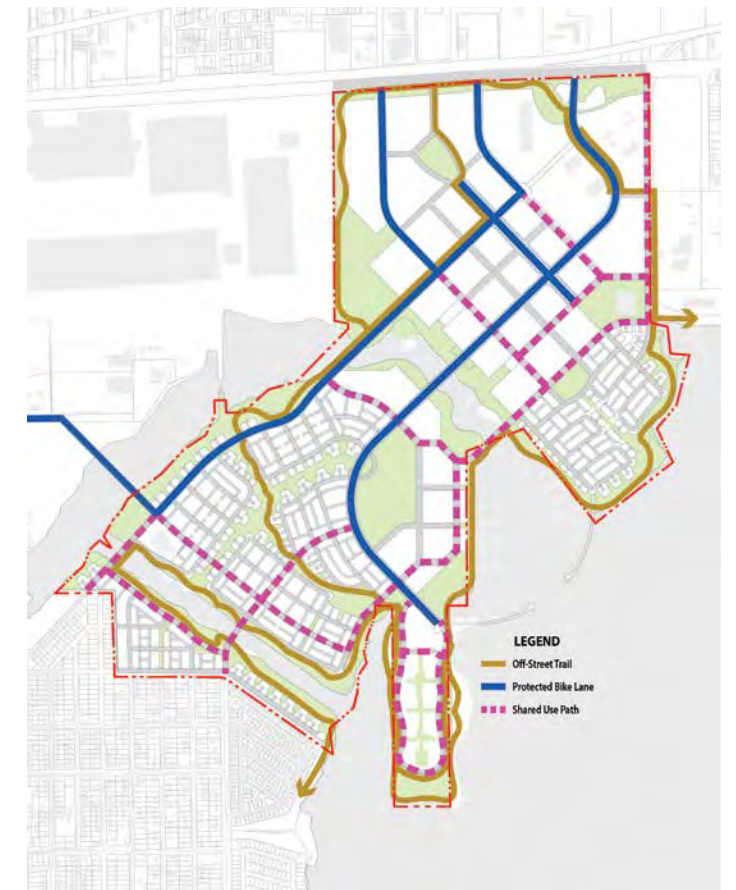 LEGEND
Off-Street Trail
Protected Bike Lane
Shared Use Path